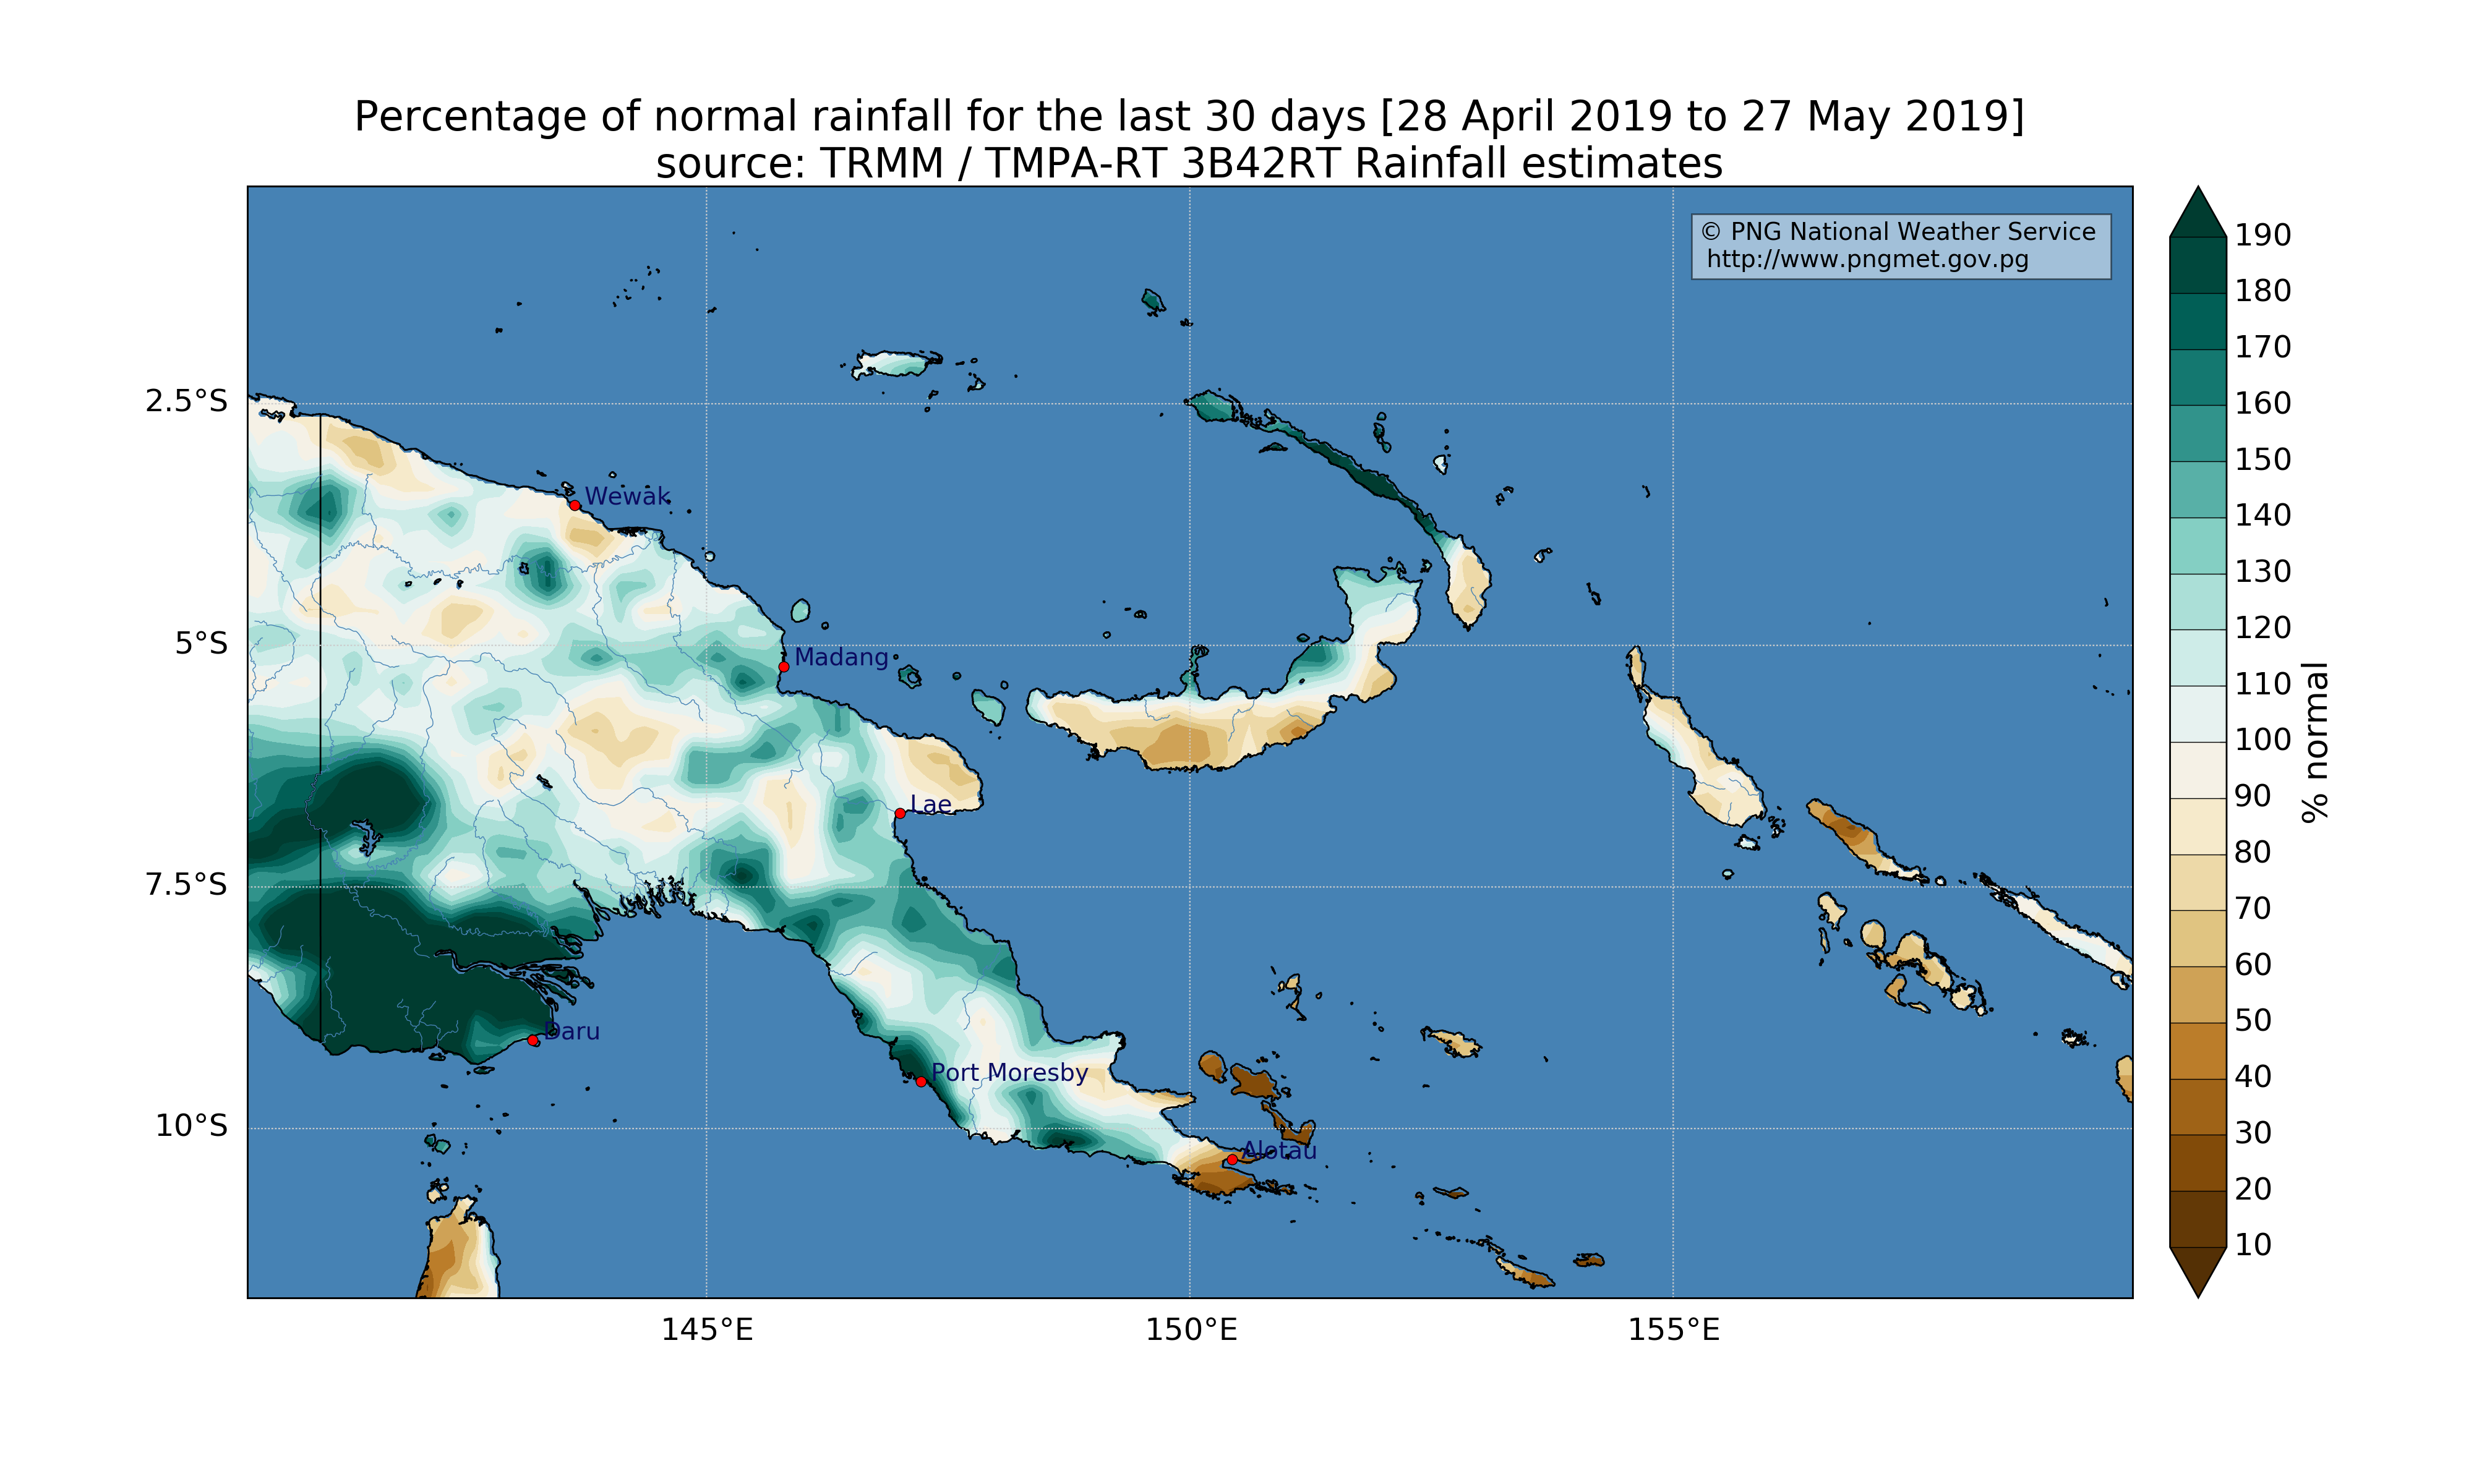 Percentage of normal rainfall for the last 30 days [28 April 2019 to 27 May 2019]
source: TRMM / TMPA-RT 3B42RT Rainfall estimates
© PNG National Weather Service
http://www.pngmet.gov.pg
2.5°S
5°S
7.5°S
10°S
Wewak
Madang
Lae
Daru
Port Moresby
Alotau
145°E
150°E
155°E
190
180
170
160
150
140
130
120
110
100
90
80
70
60
50
40
30
20
10
% normal